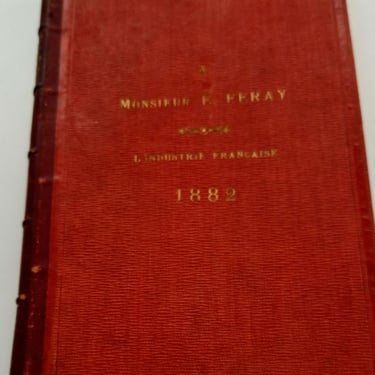 A
MONSIEUR E. FERAY
L'INDUSTRIE FRANÇAISE
1882